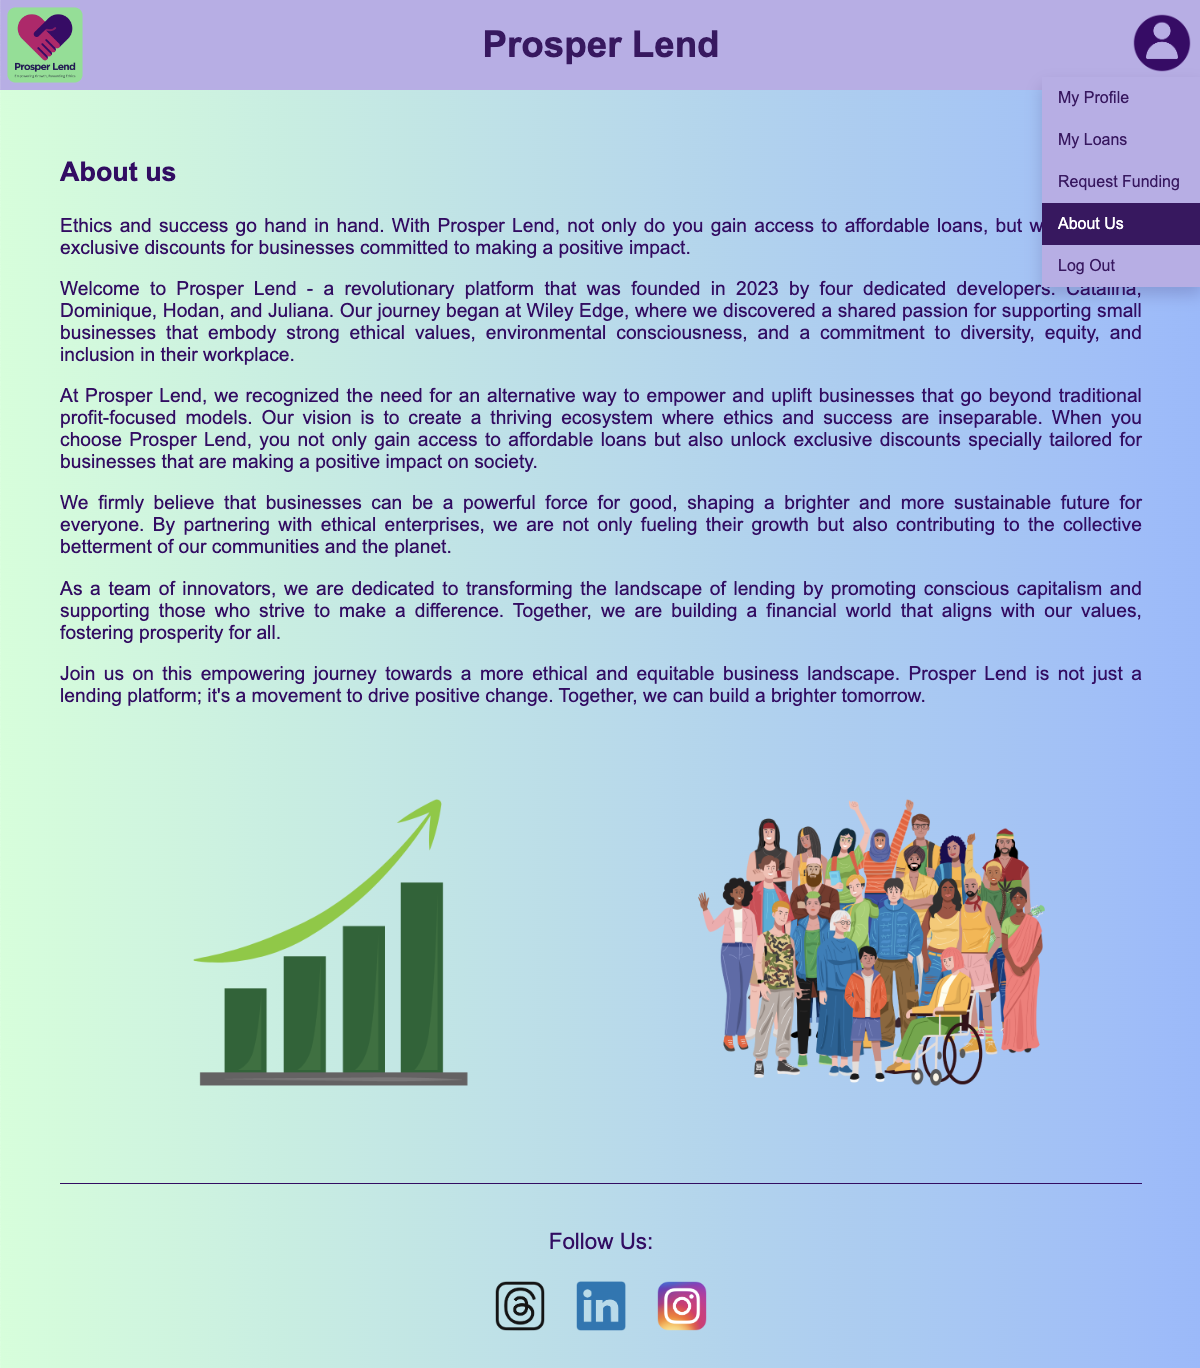 Prosper Lend
Prosper Lend
My Profile
My Loans
Request Funding
About Us
Log Out
About us
Ethics and success go hand in hand. With Prosper Lend, not only do you gain access to affordable loans, but
exclusive discounts for businesses committed to making a positive impact.
Welcome to Prosper Lend - a revolutionary platform that was founded in 2023 by four dedicated developers: Catalina,
Dominique, Hodan, and Juliana. Our journey began at Wiley Edge, where we discovered a shared passion for supporting small
businesses that embody strong ethical values, environmental consciousness, and a commitment to diversity, equity, and
inclusion in their workplace.
At Prosper Lend, we recognized the need for an alternative way to empower and uplift businesses that go beyond traditional
profit-focused models. Our vision is to create a thriving ecosystem where ethics and success are inseparable. When you
choose Prosper Lend, you not only gain access to affordable loans but also unlock exclusive discounts specially tailored for
businesses that are making a positive impact on society.
We firmly believe that businesses can be a powerful force for good, shaping a brighter and more sustainable future for
everyone. By partnering with ethical enterprises, we are not only fueling their growth but also contributing to the collective
betterment of our communities and the planet.
As a team of innovators, we are dedicated to transforming the landscape of lending by promoting conscious capitalism and
supporting those who strive to make a difference. Together, we are building a financial world that aligns with our values,
fostering prosperity for all.
Join us on this empowering journey towards a more ethical and equitable business landscape. Prosper Lend is not just a
lending platform; it's a movement to drive positive change. Together, we can build a brighter tomorrow.
Follow Us:
in